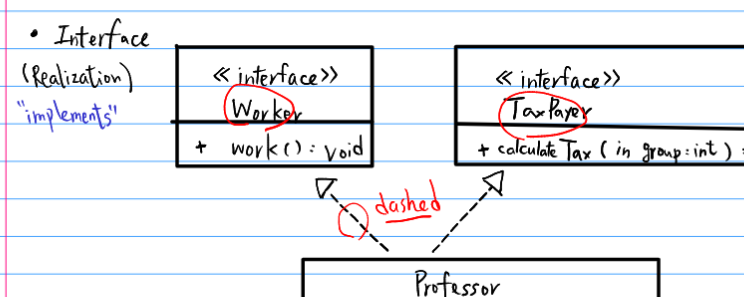 • Interface
(Realization)
"implements"
<< interface >>
Worker
+ work() : void
<< interface >>
TaxPayer
+ calculateTax ( in group : int ) :
dashed
Professor